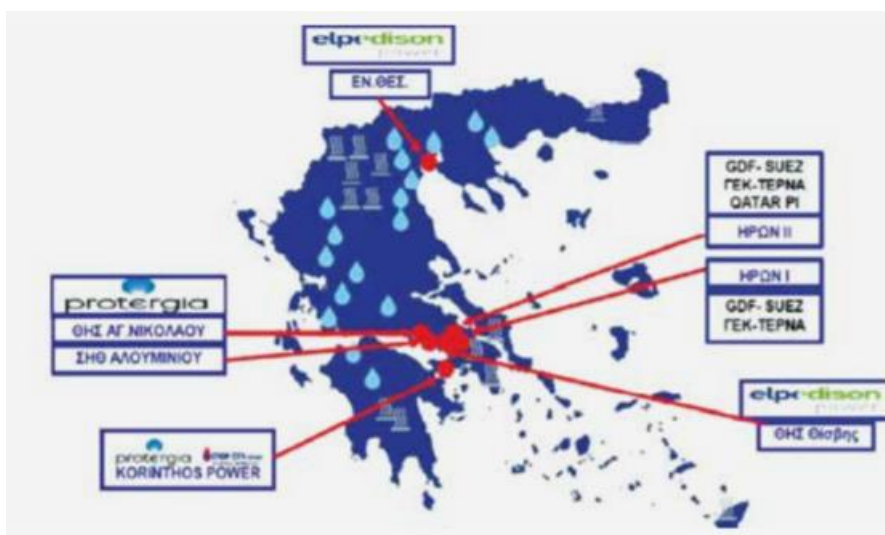 elpedison
power
ΕΝ.ΘΕΣ.
GDF- SUEZ
ΓΕΚ-ΤΕΡΝΑ
QATAR PI
ΗΡΩΝ ΙΙ
ΗΡΩΝ Ι
GDF- SUEZ
ΓΕΚ-ΤΕΡΝΑ
protergia
ΘΗΣ ΑΓ.ΝΙΚΟΛΑΟΥ
ΣΗΘ ΑΛΟΥΜΙΝΙΟΥ
elpedison
power
ΘΗΣ Θίσβης
protergia
KORINTHOS POWER